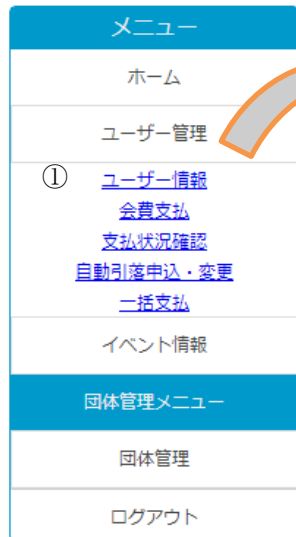 メニュー
ホーム
ユーザー管理
① ユーザー情報
会費支払
支払状況確認
自動引落申込・変更
一括支払
イベント情報
団体管理メニュー
団体管理
ログアウト